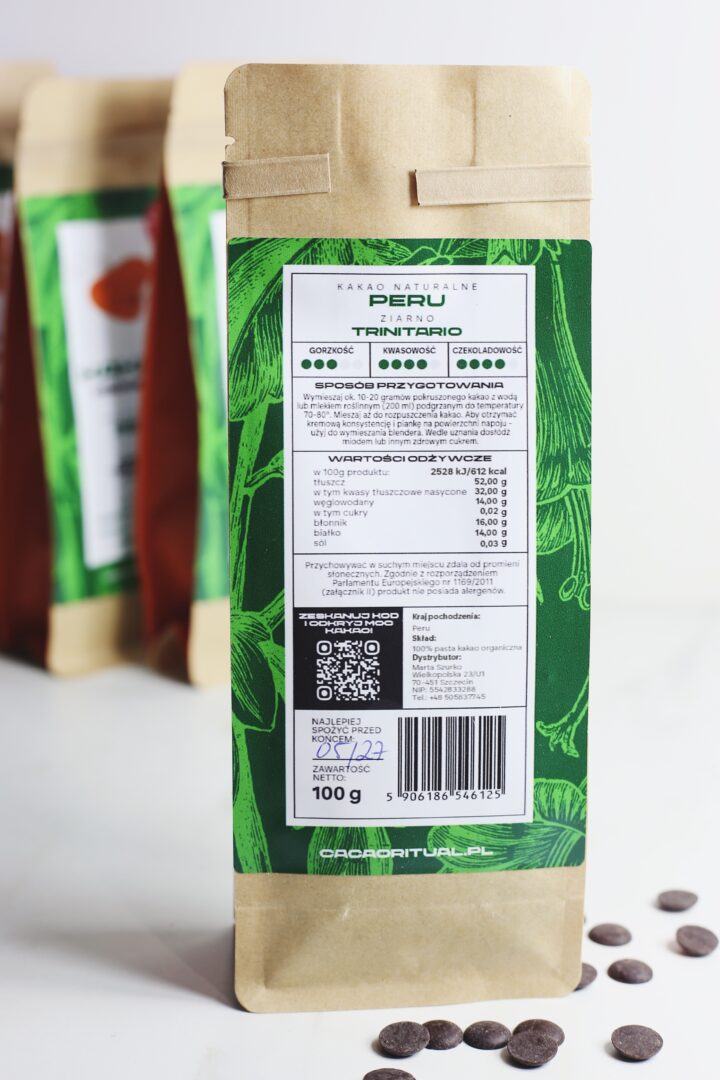 KAKAO NATURALNE
PERU
ZIARNO
TRINITARIO
GORZKOŚĆ KWASOWOŚĆ CZEKOLADOWOŚĆ
SPOSÓB PRZYGOTOWANIA
Wymieszaj ok. 10-20 gramów pokruszonego kakao z wodą
lub mlekiem roślinnym (200 ml) podgrzanym do temperatury
70-80°. Mieszaj aż do rozpuszczenia kakao. Aby otrzymać
kremową konsystencję i piankę na powierzchni napoju -
użyj do wymieszania blendera. Wedle uznania dosłódź
miodem lub innym zdrowym cukrem.
WARTOŚCI ODŻYWCZE
w 100g produktu: 2528 kJ/612 kcal
tłuszcz 52,00 g
w tym kwasy tłuszczowe nasycone 32,00 g
węglowodany 14,00 g
w tym cukry 0,02 g
błonnik 16,00 g
białko 14,00 g
sól 0,03 g
Przychowywać w suchym miejscu zdala od promieni
słonecznych. Zgodnie z rozporządzeniem
Parlamentu Europejskiego nr 1169/2011
(załącznik II) produkt nie posiada alergenów.
ZESKANUJ KOD
I ODKRYJ MOC
KAKAO!
Kraj pochodzenia:
Peru
Skład:
100% pasta kakao organiczna
Dystrybutor:
Marta Szurko
Wielkopolska 23/U1
70-451 Szczecin
NIP: 5542833288
Tel.: +48 505637745
NAJLEPIEJ
SPOŻYĆ PRZED
KOŃCEM:
05/27
ZAWARTOŚĆ
NETTO:
100 g
5 906186 546125
CACAORITUAL.PL